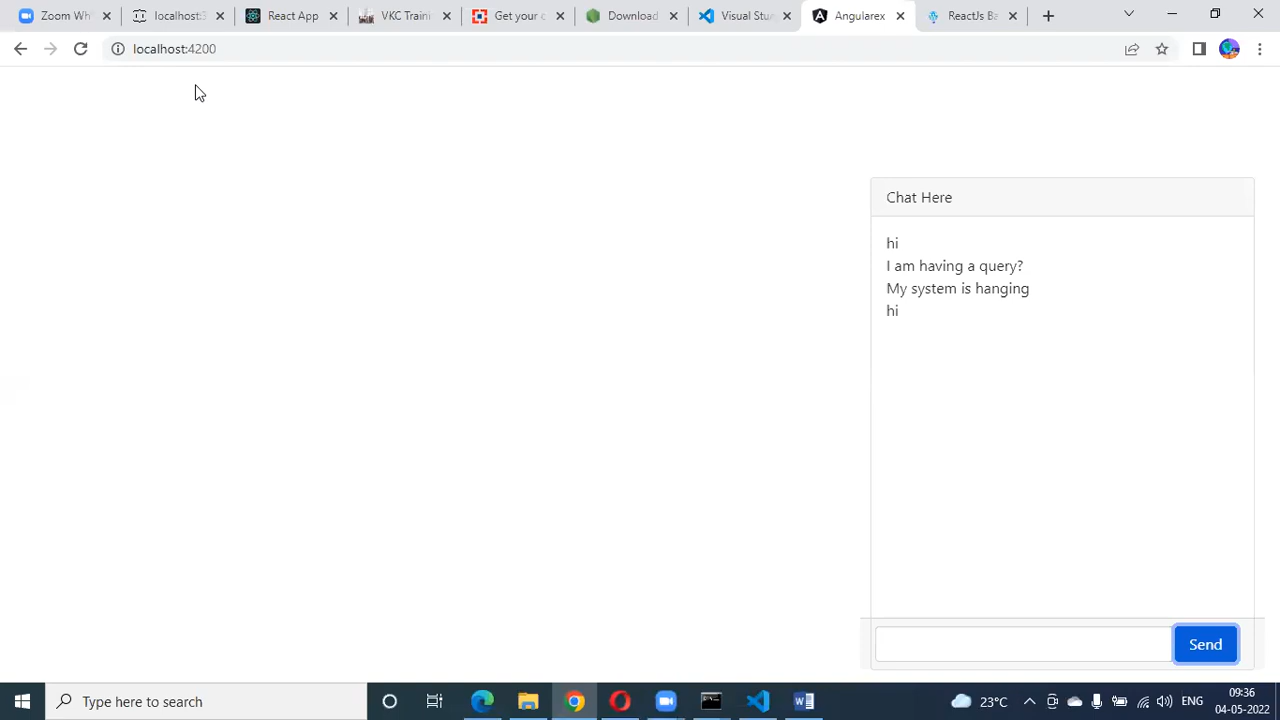 Zoom Wh
localhost:3
React App
VKC Traini
Get your c
Download
Visual Stu
Angularex
ReactJs Ba
localhost:4200
Chat Here
hi
I am having a query?
My system is hanging
hi
Send
Type here to search
23°C
ENG
09:36
04-05-2022